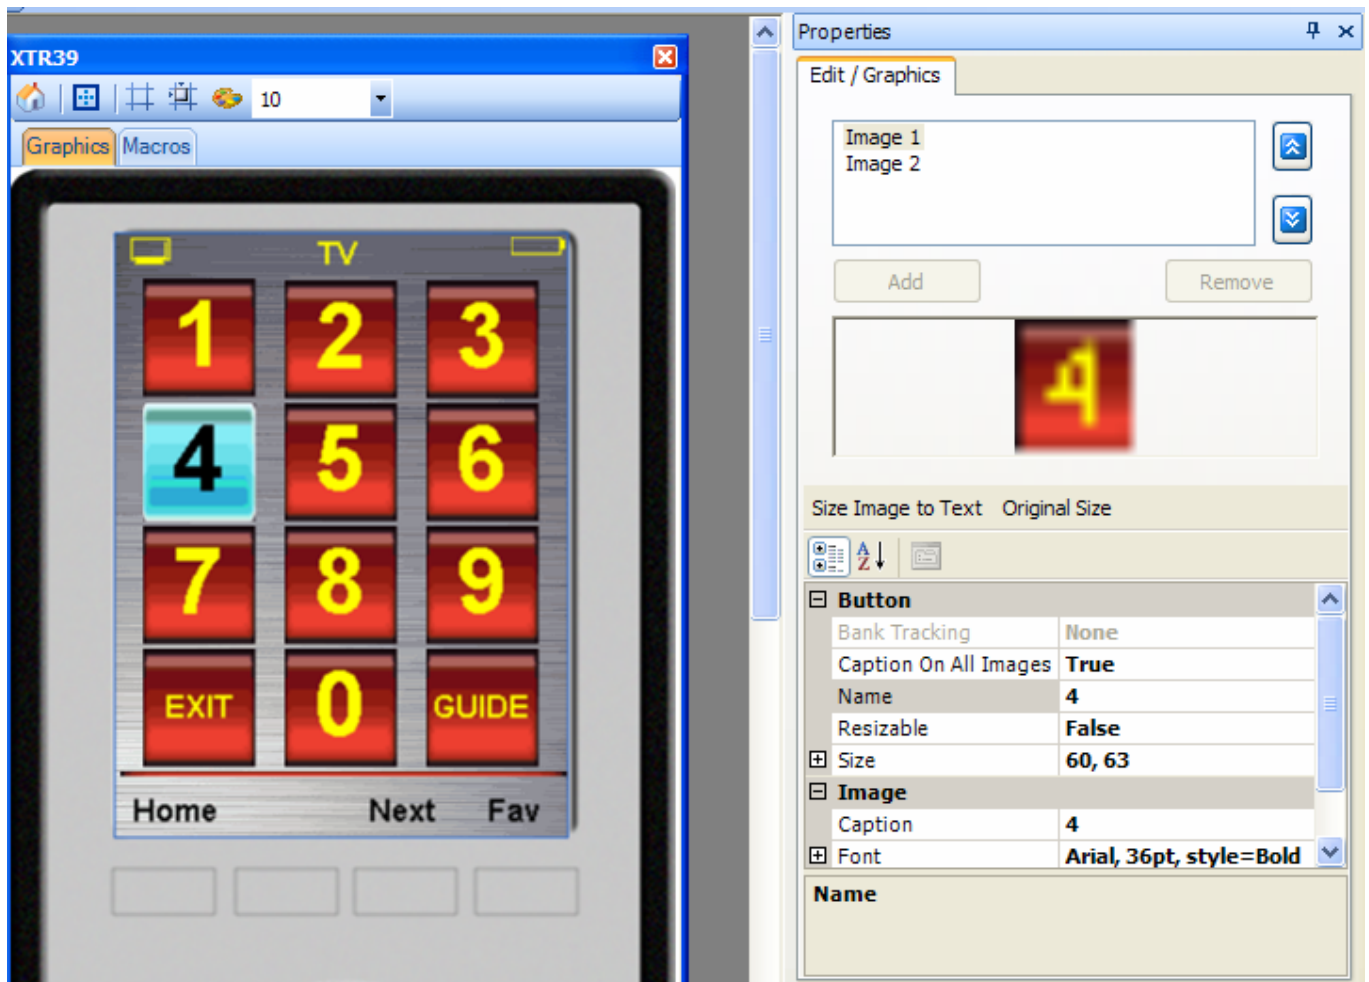 XTR39
10
Graphics Macros
TV
1 2 3
4 5 6
7 8 9
EXIT 0 GUIDE
Home Next Fav
Properties
Edit / Graphics
Image 1
Image 2
Add Remove
4
Size Image to Text Original Size
A
Z
Button
Bank Tracking None
Caption On All Images True
Name 4
Resizable False
Size 60, 63
Image
Caption 4
Font Arial, 36pt, style=Bold
Name